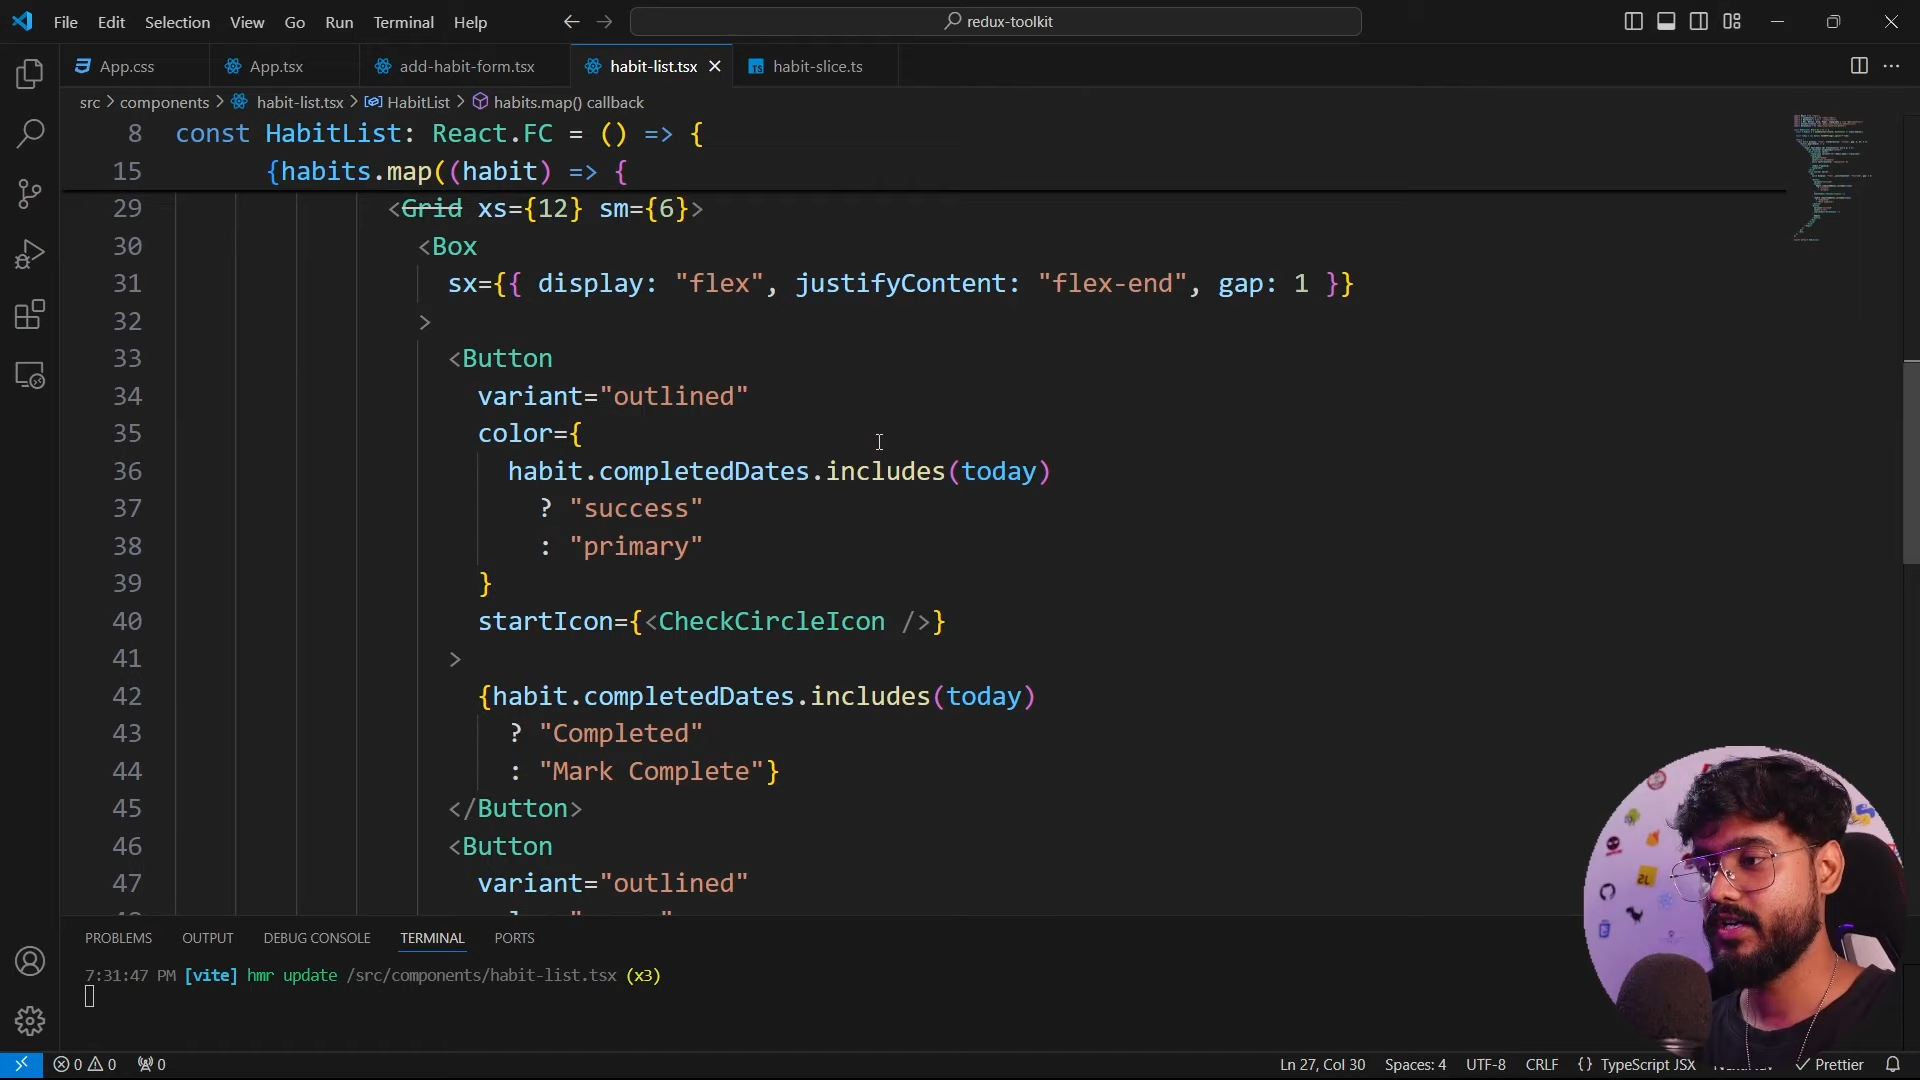 File Edit Selection View Go Run Terminal Help
redux-toolkit
App.css
App.tsx
add-habit-form.tsx
habit-list.tsx
TS habit-slice.ts
src > components > habit-list.tsx > HabitList > habits.map() callback
8 const HabitList: React.FC = () => {
15 {habits.map((habit) => {
29 <Grid xs={12} sm={6}>
30 <Box
31 sx={{ display: "flex", justifyContent: "flex-end", gap: 1 }}
32 >
33 <Button
34 variant="outlined"
35 color={
36 habit.completedDates.includes(today)
37 ? "success"
38 : "primary"
39 }
40 startIcon={<CheckCircleIcon />}
41 >
42 {habit.completedDates.includes(today)
43 ? "Completed"
44 : "Mark Complete"}
45 </Button>
46 <Button
47 variant="outlined"
PROBLEMS OUTPUT DEBUG CONSOLE TERMINAL PORTS
7:31:47 PM [vite] hmr update /src/components/habit-list.tsx (x3)
0 0 0
Ln 27, Col 30 Spaces: 4 UTF-8 CRLF {} TypeScript JSX Prettier